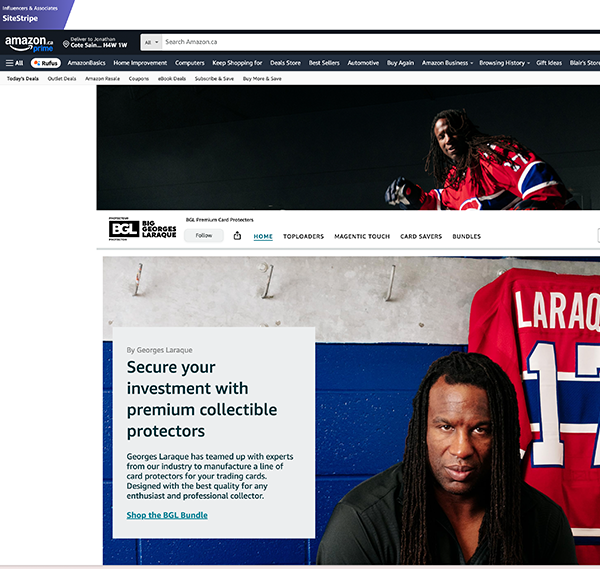 Influencers & Associates
SiteStripe
amazon.ca
prime
Deliver to Jonathan
Cote Sain... H4W 1W
All
Search Amazon.ca
All
Rufus
AmazonBasics
Home Improvement
Computers
Keep Shopping for
Deals Store
Best Sellers
Automotive
Buy Again
Amazon Business
Browsing History
Gift Ideas
Blair's Store
Today's Deals
Outlet Deals
Amazon Resale
Coupons
eBook Deals
Subscribe & Save
Buy More & Save
17
PROTECTEUR
BGL
PROTECTOR
BIG
GEORGES
LARAQUE
BGL Premium Card Protectors
Follow
HOME
TOPLOADERS
MAGENTIC TOUCH
CARD SAVERS
BUNDLES
LARAQ
17
By Georges Laraque
Secure your
investment with
premium collectible
protectors
Georges Laraque has teamed up with experts
from our industry to manufacture a line of
card protectors for your trading cards.
Designed with the best quality for any
enthusiast and professional collector.
Shop the BGL Bundle